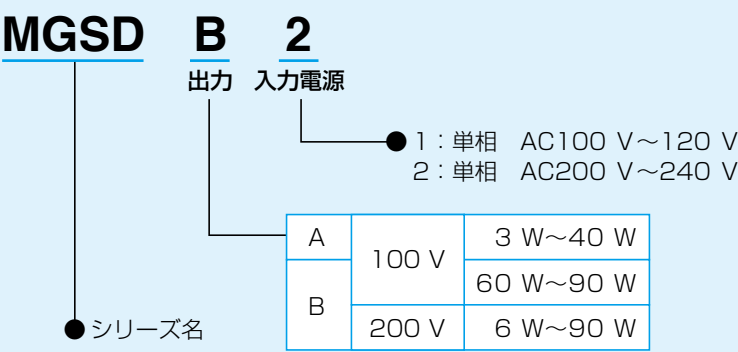 MGSD B 2
出力 入力電源
1：単相 AC100 V～120 V
2：単相 AC200 V～240 V
A 100 V 3 W～40 W
60 W～90 W
B 200 V 6 W～90 W
シリーズ名